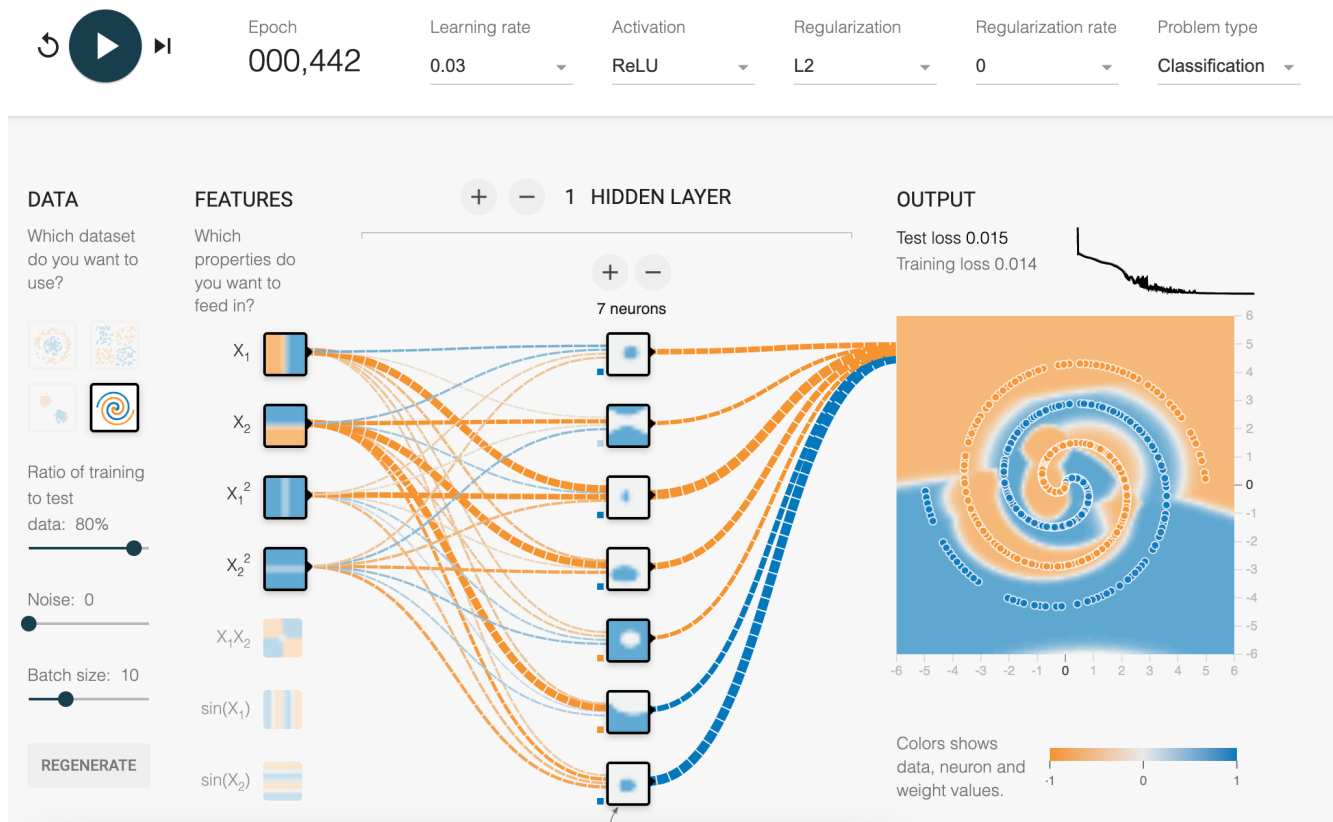 Epoch
000,442
Learning rate
0.03
Activation
ReLU
Regularization
L2
Regularization rate
0
Problem type
Classification
DATA
Which dataset
do you want to
use?
Ratio of training
to test
data: 80%
Noise: 0
Batch size: 10
REGENERATE
FEATURES
Which
properties do
you want to
feed in?
X₁
X₂
X₁²
X₂²
X₁X₂
sin(X₁)
sin(X₂)
1 HIDDEN LAYER
7 neurons
OUTPUT
Test loss 0.015
Training loss 0.014
6
5
4
3
2
1
0
-1
-2
-3
-4
-5
-6
-6 -5 -4 -3 -2 -1 0 1 2 3 4 5 6
Colors shows
data, neuron and
weight values.
-1 0 1